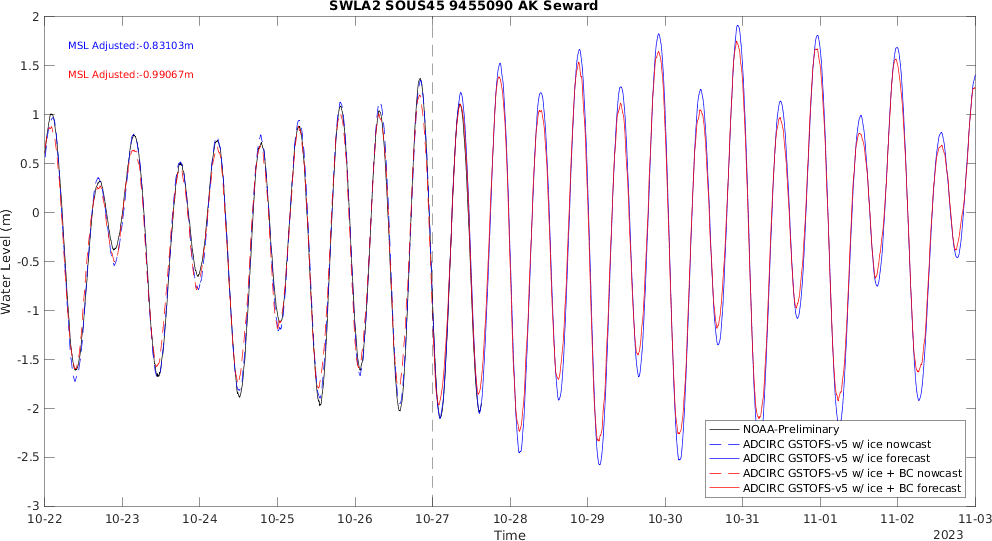 SWLA2 SOUS45 9455090 AK Seward
MSL Adjusted:-0.83103m
MSL Adjusted:-0.99067m
Water Level (m)
2
1.5
1
0.5
0
-0.5
-1
-1.5
-2
-2.5
-3
NOAA-Preliminary
ADCIRC GSTOFS-v5 w/ ice nowcast
ADCIRC GSTOFS-v5 w/ ice forecast
ADCIRC GSTOFS-v5 w/ ice + BC nowcast
ADCIRC GSTOFS-v5 w/ ice + BC forecast
10-22 10-23 10-24 10-25 10-26 10-27 10-28 10-29 10-30 10-31 11-01 11-02 11-03
Time
2023